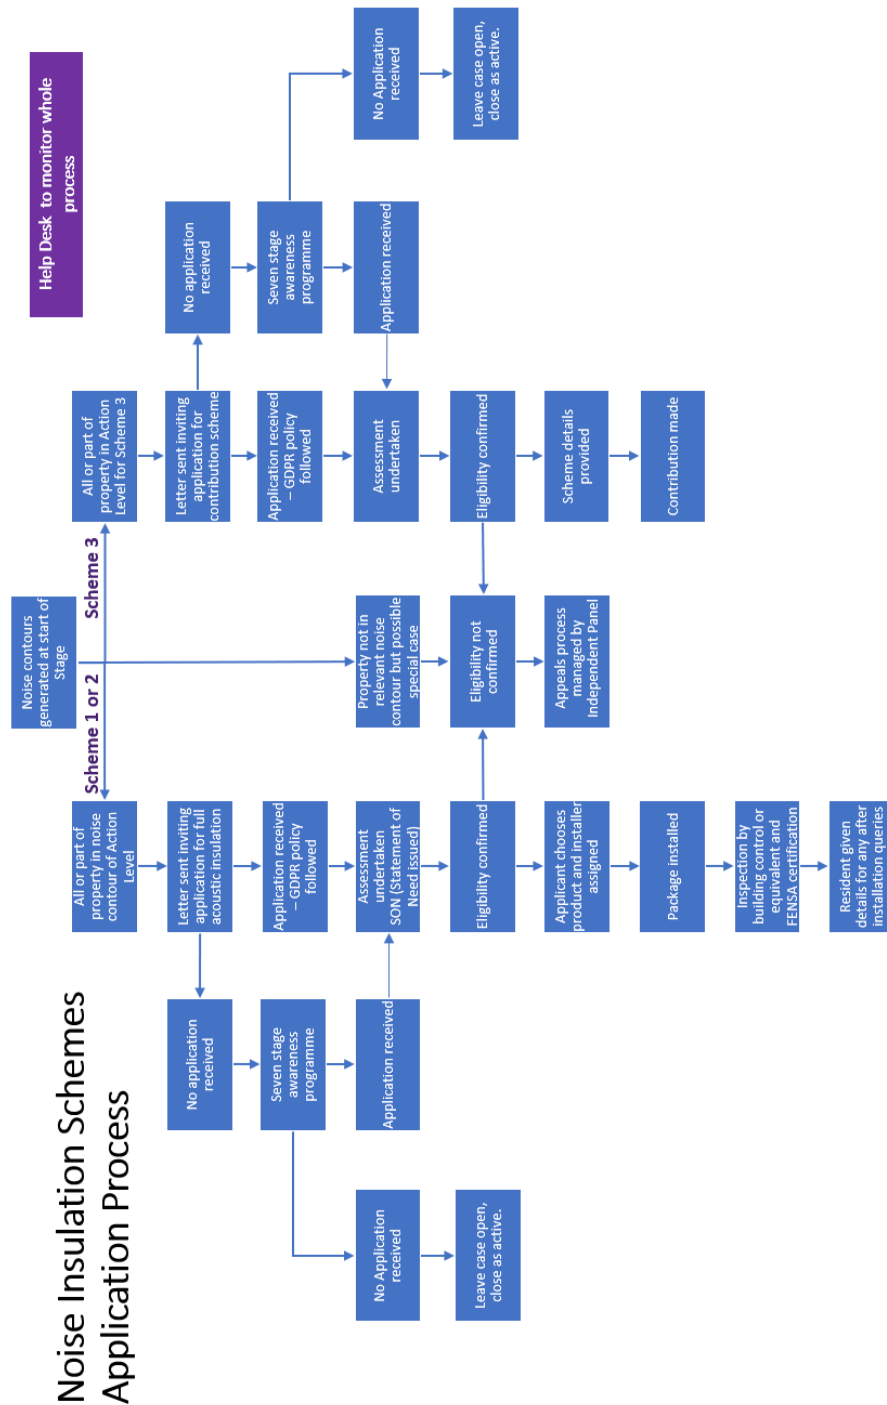 Noise Insulation Schemes
Application Process
Help Desk to monitor whole
process
Noise contours
generated at start of
Stage
Scheme 1 or 2
Scheme 3
All or part of
property in noise
contour of Action
Level
All or part of
property in Action
Level for Scheme 3
No application
received
Letter sent inviting
application for full
acoustic insulation
Letter sent inviting
application for
contribution scheme
No application
received
Seven stage
awareness
programme
Application received
– GDPR policy
followed
Application received
– GDPR policy
followed
Seven stage
awareness
programme
No Application
received
Application received
Assessment
undertaken
SON (Statement of
Need issued)
Property not in
relevant noise
contour but possible
special case
Assessment
undertaken
Application received
No Application
received
Leave case open,
close as active.
Eligibility confirmed
Eligibility not
confirmed
Eligibility confirmed
Leave case open,
close as active.
Applicant chooses
product and installer
assigned
Appeals process
managed by
Independent Panel
Scheme details
provided
Package installed
Contribution made
Inspection by
building control or
equivalent and
FENSA certification
Resident given
details for any after
installation queries